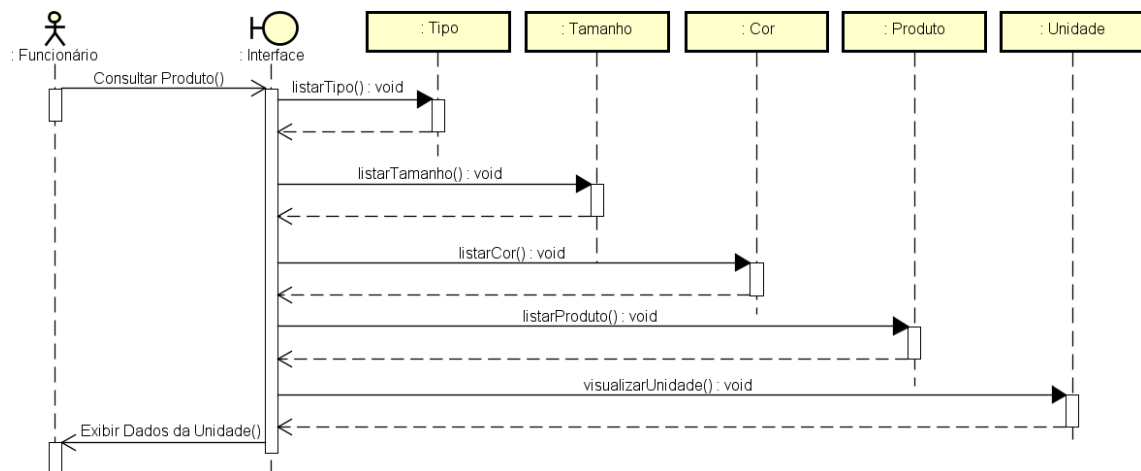 : Tipo
: Tamanho
: Cor
: Produto
: Unidade
: Funcionário
: Interface
Consultar Produto()
listarTipo() : void
listarTamanho() : void
listarCor() : void
listarProduto() : void
visualizarUnidade() : void
Exibir Dados da Unidade()